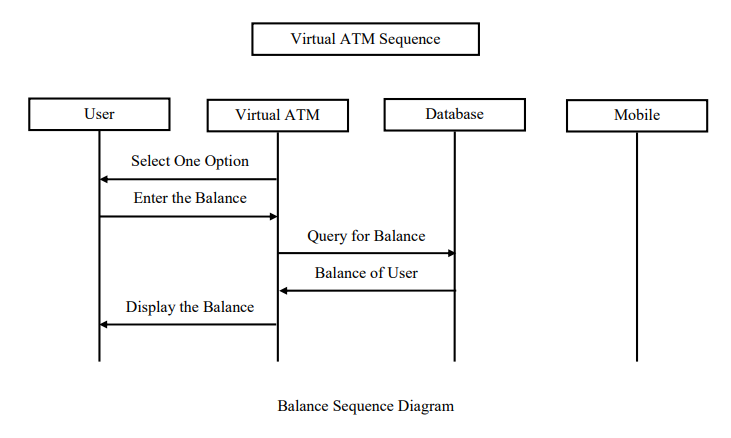 Virtual ATM Sequence
User
Virtual ATM
Database
Mobile
Select One Option
Enter the Balance
Query for Balance
Balance of User
Display the Balance
Balance Sequence Diagram